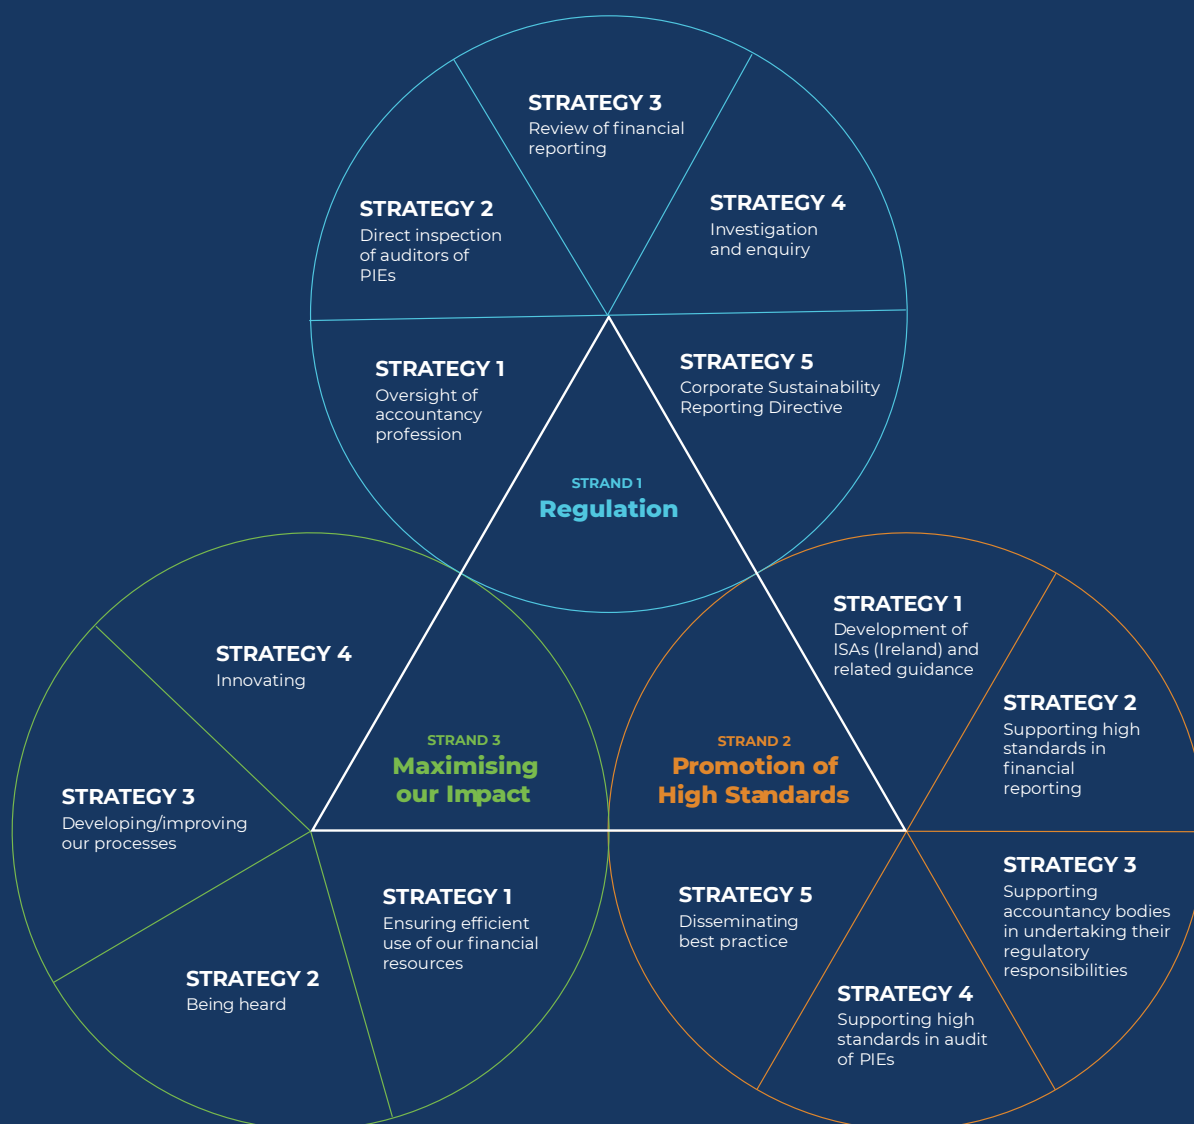 STRATEGY 3
Review of financial
reporting
STRATEGY 2
Direct inspection
of auditors of
PIEs
STRATEGY 4
Investigation
and enquiry
STRATEGY 1
Oversight of
accountancy
profession
STRATEGY 5
Corporate Sustainability
Reporting Directive
STRAND 1
Regulation
STRATEGY 4
Innovating
STRATEGY 3
Developing/improving
our processes
STRATEGY 2
Being heard
STRATEGY 1
Ensuring efficient
use of our financial
resources
STRAND 3
Maximising
our Impact
STRAND 2
Promotion of
High Standards
STRATEGY 1
Development of
ISAs (Ireland) and
related guidance
STRATEGY 2
Supporting high
standards in
financial
reporting
STRATEGY 3
Supporting
accountancy bodies
in undertaking their
regulatory
responsibilities
STRATEGY 5
Disseminating
best practice
STRATEGY 4
Supporting high
standards in audit
of PIEs